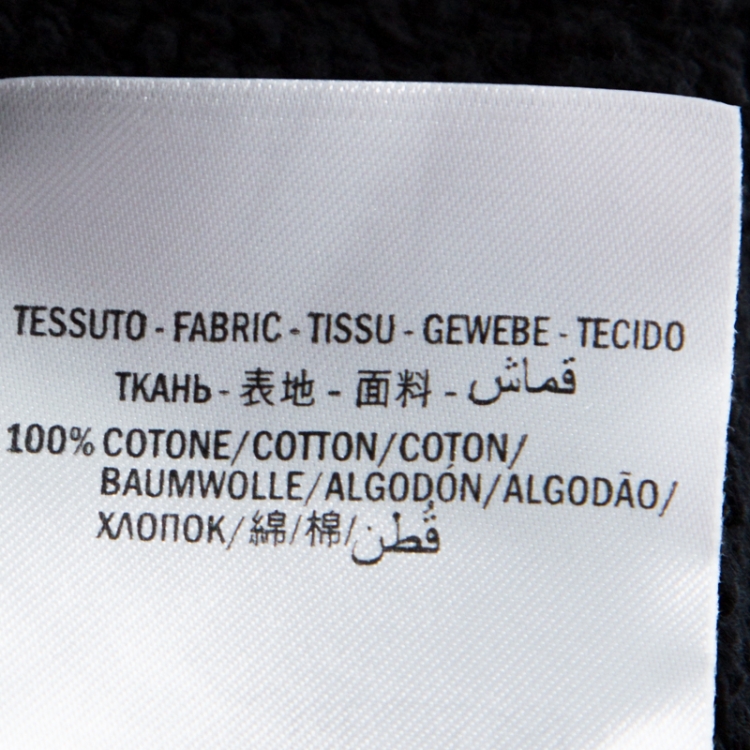 TESSUTO - FABRIC - TISSU - GEWEBE - TECIDO
ТКАНЬ - 表地 - 面料 - قماش
100% COTONE/COTTON/COTON/
BAUMWOLLE/ALGODÓN/ALGODÃO/
ХЛОПОК/綿/棉/قُطن